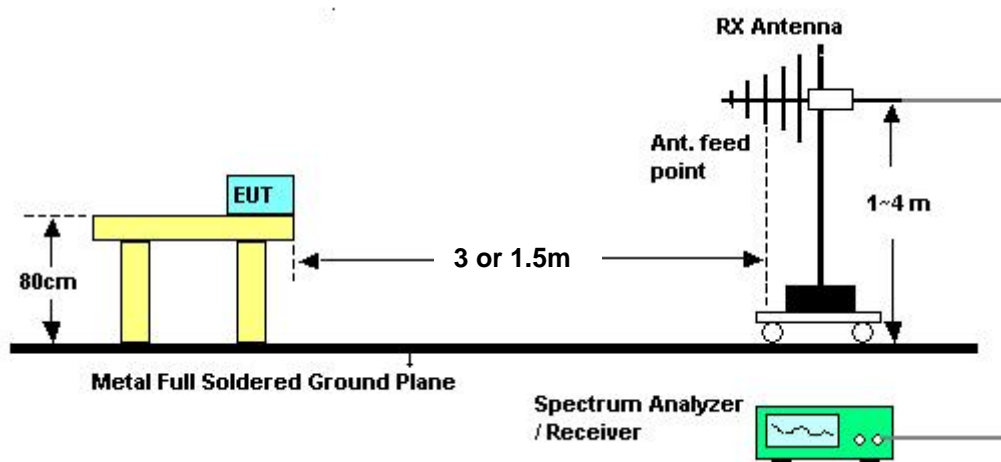 RX Antenna
Ant. feed
point
EUT
1~4 m
3 or 1.5m
80cm
Metal Full Soldered Ground Plane
Spectrum Analyzer
/ Receiver